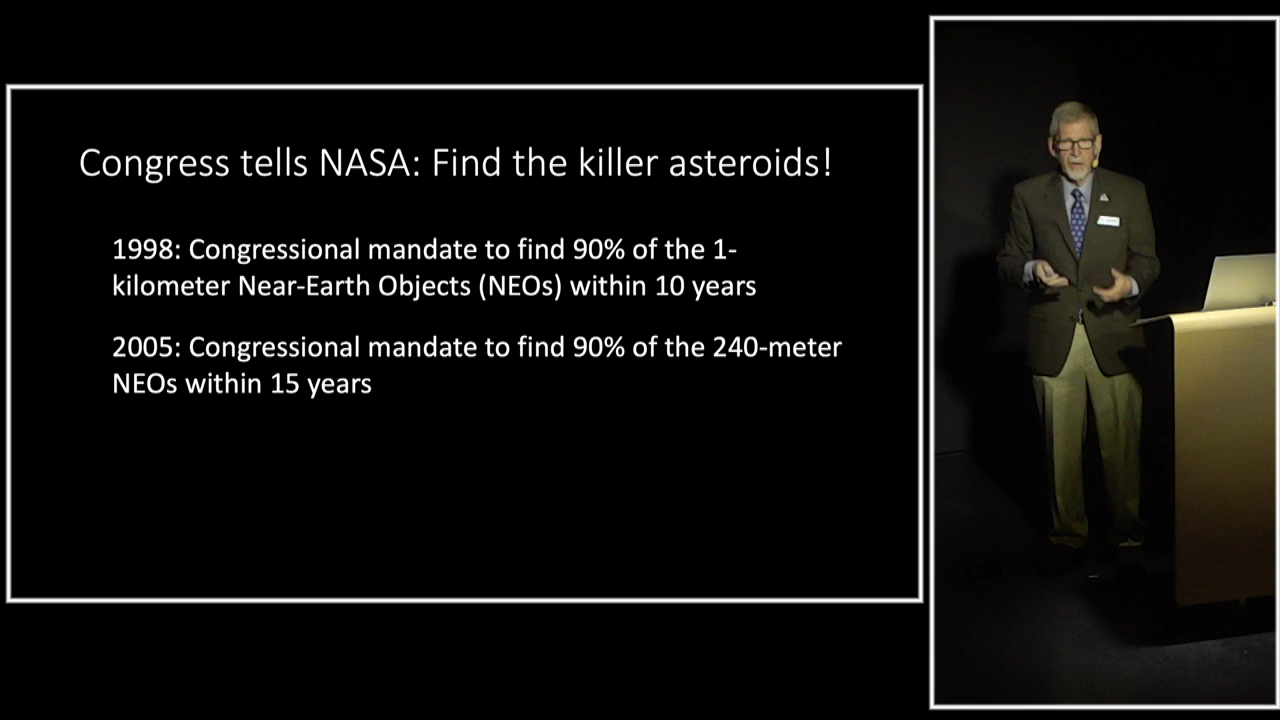 Congress tells NASA: Find the killer asteroids!
1998: Congressional mandate to find 90% of the 1-
kilometer Near-Earth Objects (NEOs) within 10 years
2005: Congressional mandate to find 90% of the 240-meter
NEOs within 15 years